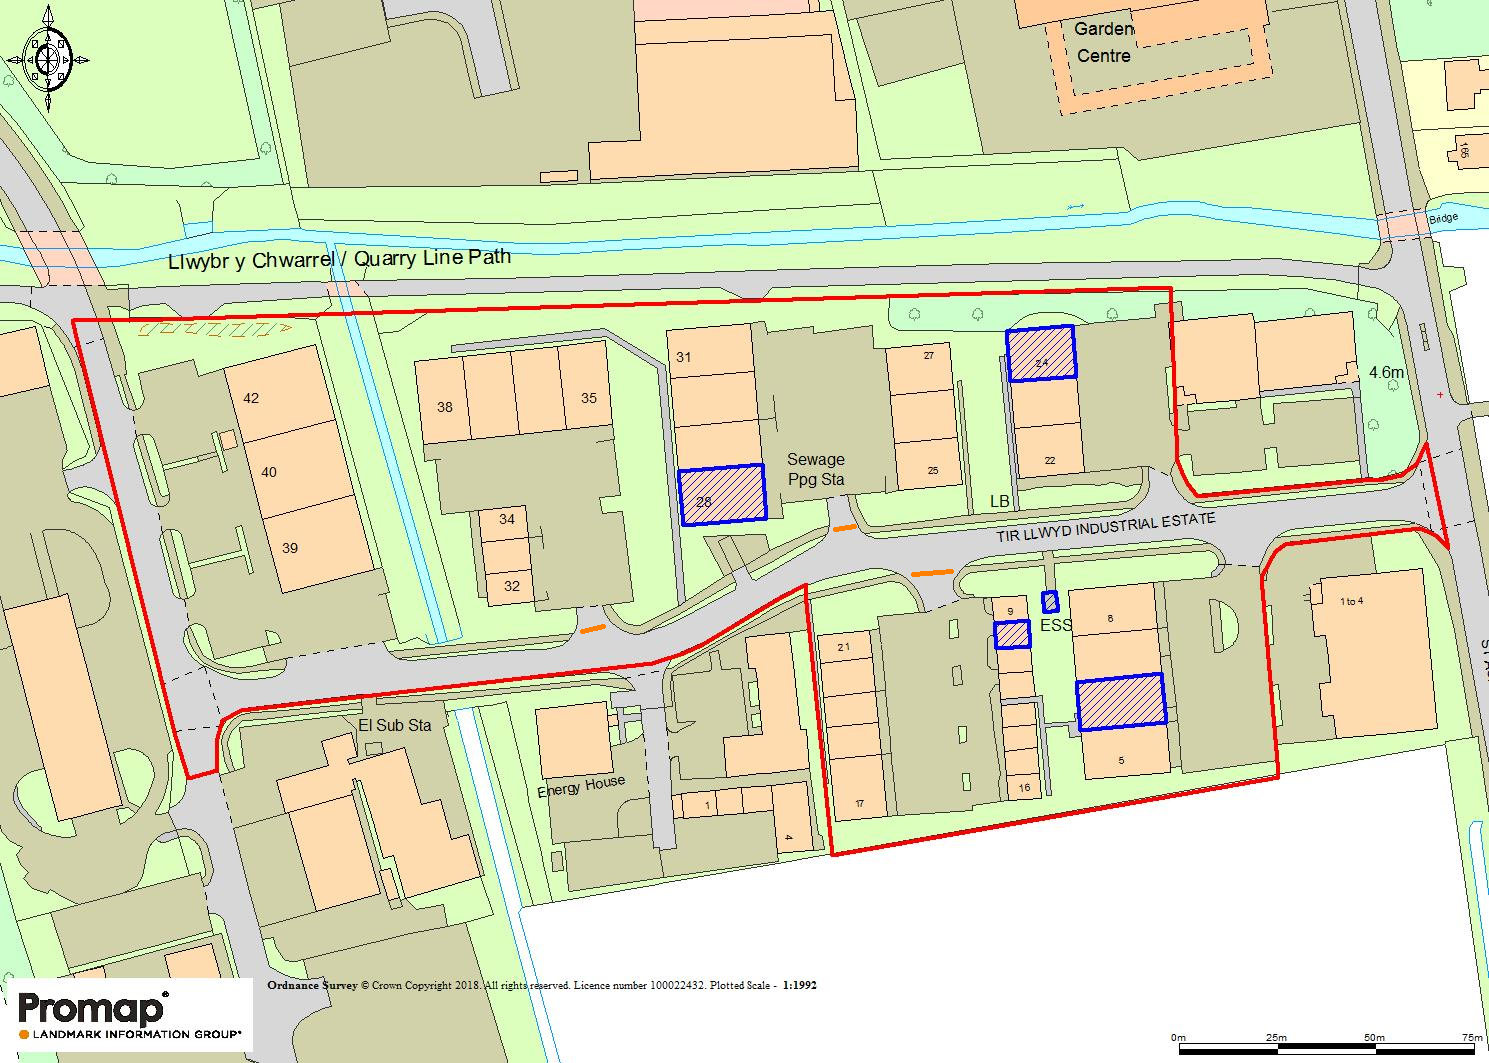 Garden
Centre
165
Bridge
Llwybr y Chwarrel / Quarry Line Path
4.6m
42
31
27
24
38
35
40
28
Sewage
Ppg Sta
25
22
LB
34
39
32
TIR LLWYD INDUSTRIAL ESTATE
1 to 4
9
8
ESS
21
El Sub Sta
5
Energy House
1
17
16
4
Ordnance Survey © Crown Copyright 2018. All rights reserved. Licence number 100022432. Plotted Scale - 1:1992
Promap®
LANDMARK INFORMATION GROUP®
0m 25m 50m 75m